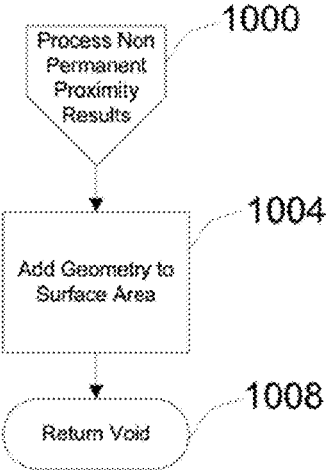 Process Non
Permanent
Proximity
Results
1000
Add Geometry to
Surface Area
1004
Return Void
1008